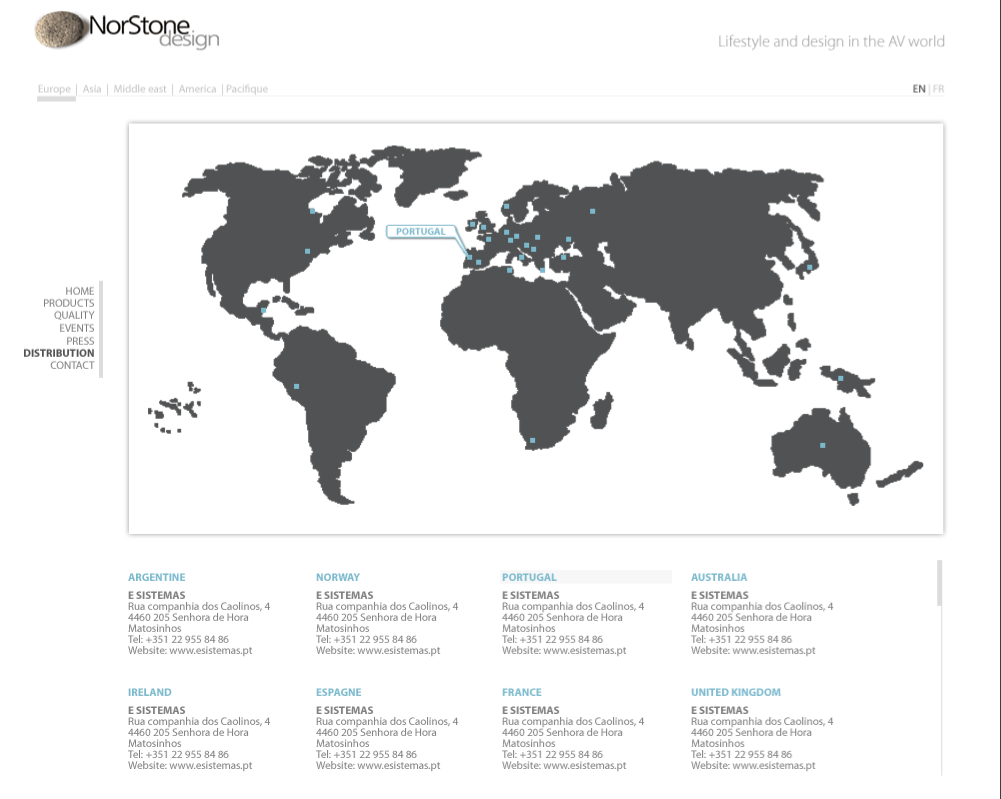 NorStone
design
Lifestyle and design in the AV world
Europe | Asia | Middle east | America | Pacifique
EN | FR
PORTUGAL
HOME
PRODUCTS
QUALITY
EVENTS
PRESS
DISTRIBUTION
CONTACT
ARGENTINE
E SISTEMAS
Rua companhia dos Caolinos, 4
4460 205 Senhora de Hora
Matosinhos
Tel: +351 22 955 84 86
Website: www.esistemas.pt
NORWAY
E SISTEMAS
Rua companhia dos Caolinos, 4
4460 205 Senhora de Hora
Matosinhos
Tel: +351 22 955 84 86
Website: www.esistemas.pt
PORTUGAL
E SISTEMAS
Rua companhia dos Caolinos, 4
4460 205 Senhora de Hora
Matosinhos
Tel: +351 22 955 84 86
Website: www.esistemas.pt
AUSTRALIA
E SISTEMAS
Rua companhia dos Caolinos, 4
4460 205 Senhora de Hora
Matosinhos
Tel: +351 22 955 84 86
Website: www.esistemas.pt
IRELAND
E SISTEMAS
Rua companhia dos Caolinos, 4
4460 205 Senhora de Hora
Matosinhos
Tel: +351 22 955 84 86
Website: www.esistemas.pt
ESPAGNE
E SISTEMAS
Rua companhia dos Caolinos, 4
4460 205 Senhora de Hora
Matosinhos
Tel: +351 22 955 84 86
Website: www.esistemas.pt
FRANCE
E SISTEMAS
Rua companhia dos Caolinos, 4
4460 205 Senhora de Hora
Matosinhos
Tel: +351 22 955 84 86
Website: www.esistemas.pt
UNITED KINGDOM
E SISTEMAS
Rua companhia dos Caolinos, 4
4460 205 Senhora de Hora
Matosinhos
Tel: +351 22 955 84 86
Website: www.esistemas.pt